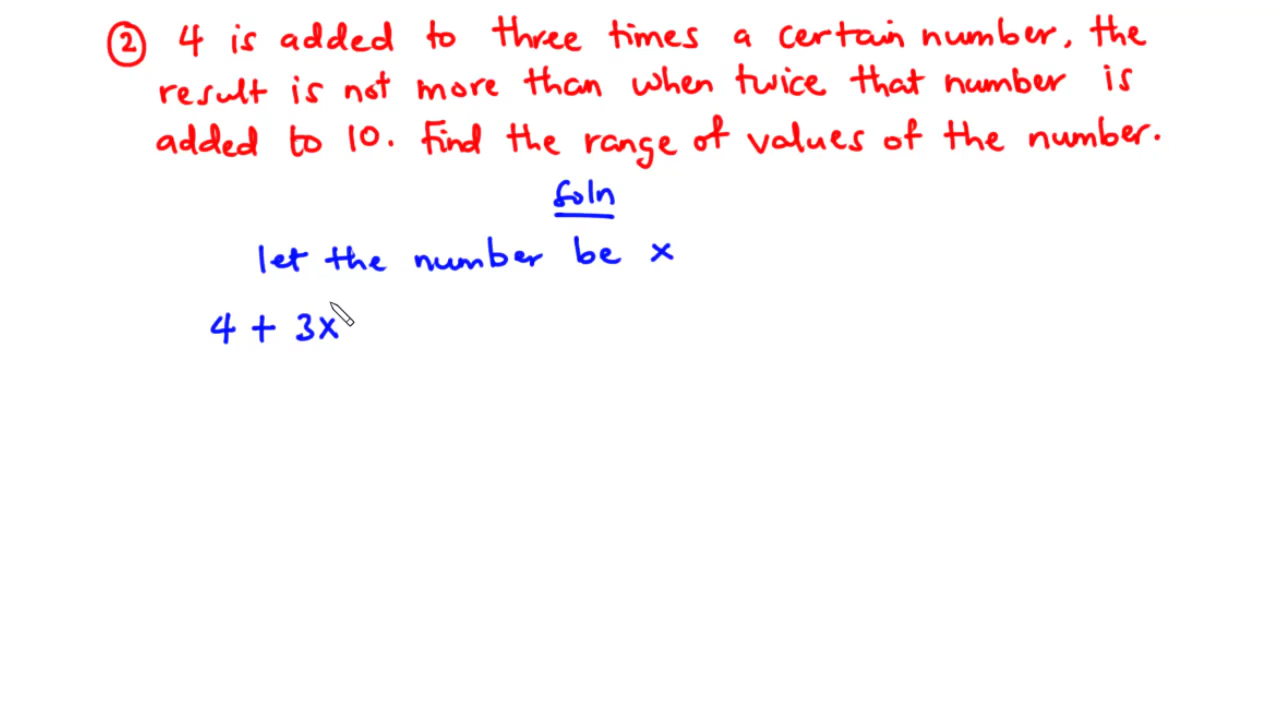 ② 4 is added to three times a certain number, the
result is not more than when twice that number is
added to 10. Find the range of values of the number.
Soln
let the number be x
4 + 3x